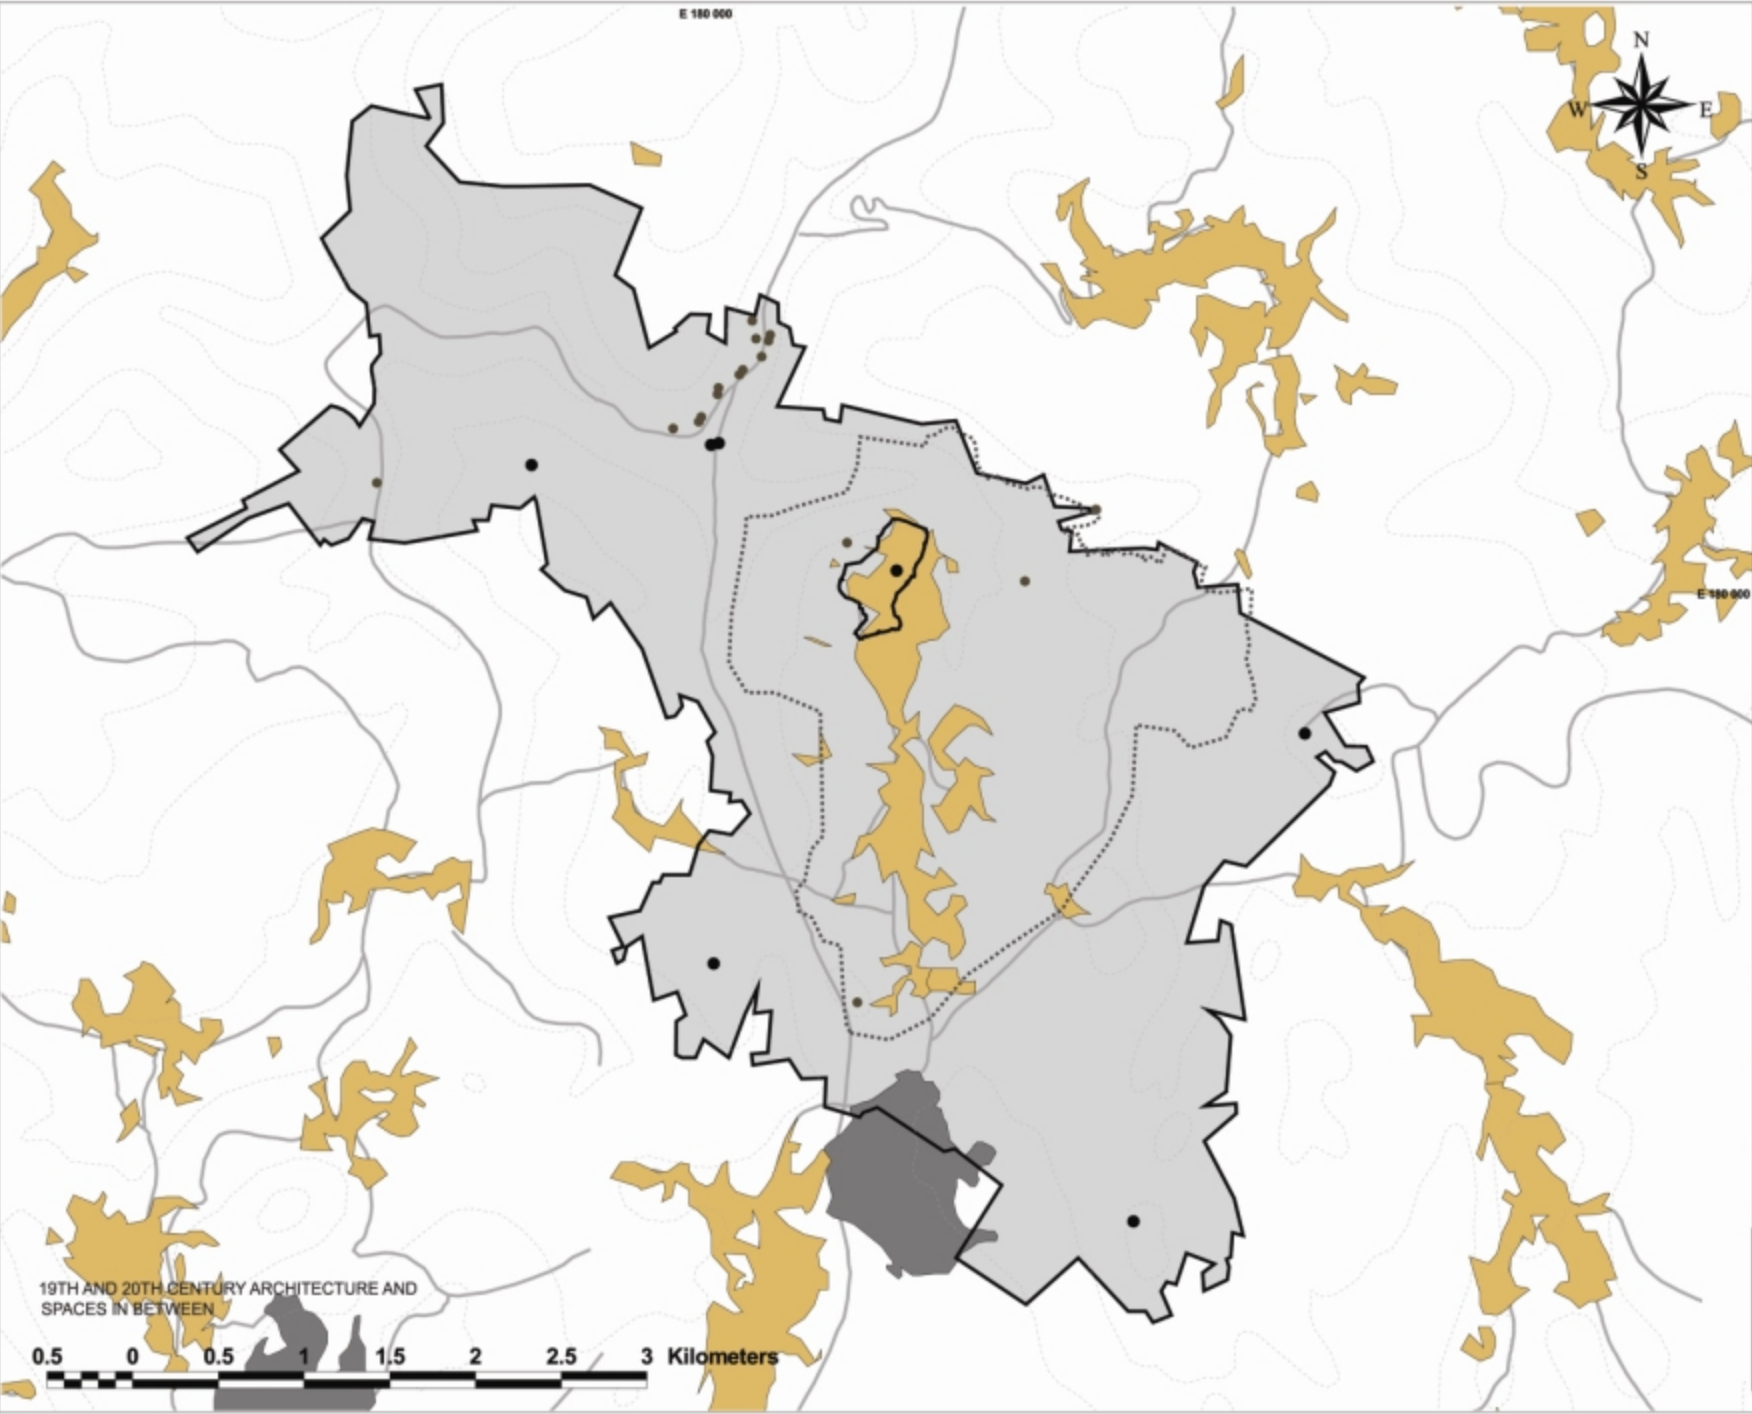 E 180 000
N
W E
S
E 180 000
19TH AND 20TH CENTURY ARCHITECTURE AND
SPACES IN BETWEEN
0.5 0 0.5 1 1.5 2 2.5 3 Kilometers